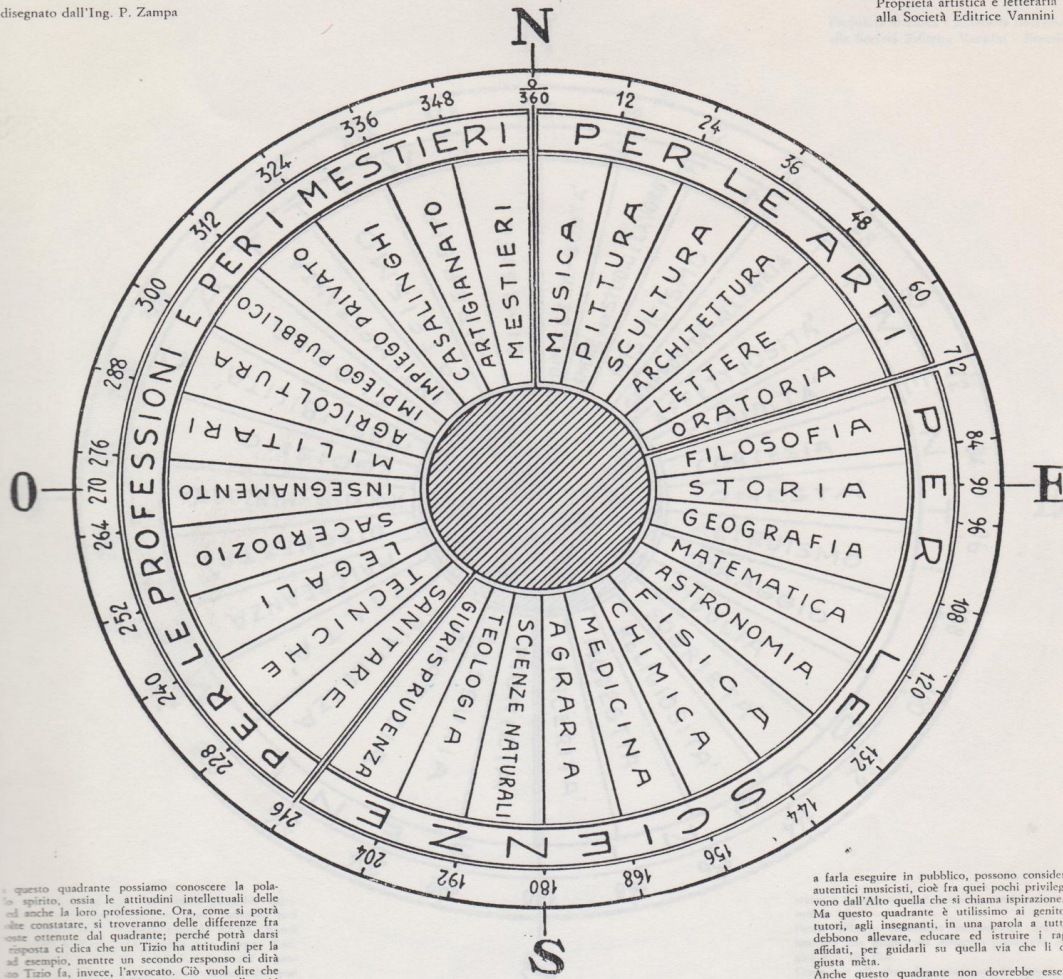 disegnato dall'Ing. P. Zampa
Proprietà artistica e letteraria
alla Società Editrice Vannini
N
0
360
12
24
36
48
60
72
84
90
96
108
120
132
144
156
168
180
192
204
216
228
240
252
264
270
276
288
300
312
324
336
348
E
S
O
PER LE ARTI
PER LE SCIENZE
PER LE PROFESSIONI E PER I MESTIERI
MUSICA
PITTURA
SCULTURA
ARCHITETTURA
LETTERE
ORATORIA
FILOSOFIA
STORIA
GEOGRAFIA
MATEMATICA
ASTRONOMIA
FISICA
CHIMICA
MEDICINA
AGRARIA
SCIENZE NATURALI
TEOLOGIA
GIURISPRUDENZA
SANITARIE
TECNICHE
LEGALI
SACERDOZIO
INSEGNAMENTO
MILITARI
AGRICOLTURA
IMPIEGO PUBBLICO
IMPIEGO PRIVATO
CASALINGHI
ARTIGIANATO
MESTIERI
questo quadrante possiamo conoscere la pola-
spirito, ossia le attitudini intellettuali delle
ed anche la loro professione. Ora, come si potrà
constatare, si troveranno delle differenze fra
ottenute dal quadrante; perché potrà darsi
risposta ci dica che un Tizio ha attitudini per la
ad esempio, mentre un secondo responso ci dirà
Tizio fa, invece, l'avvocato. Ciò vuol dire che
a farla eseguire in pubblico, possono consider
autentici musicisti, cioè fra quei pochi privileg
vono dall'Alto quella che si chiama ispirazione.
Ma questo quadrante è utilissimo ai genito
tutori, agli insegnanti, in una parola a tutt
debbono allevare, educare ed istruire i rag
affidati, per guidarli su quella via che li c
giusta mèta.
Anche questo quadrante non dovrebbe esse